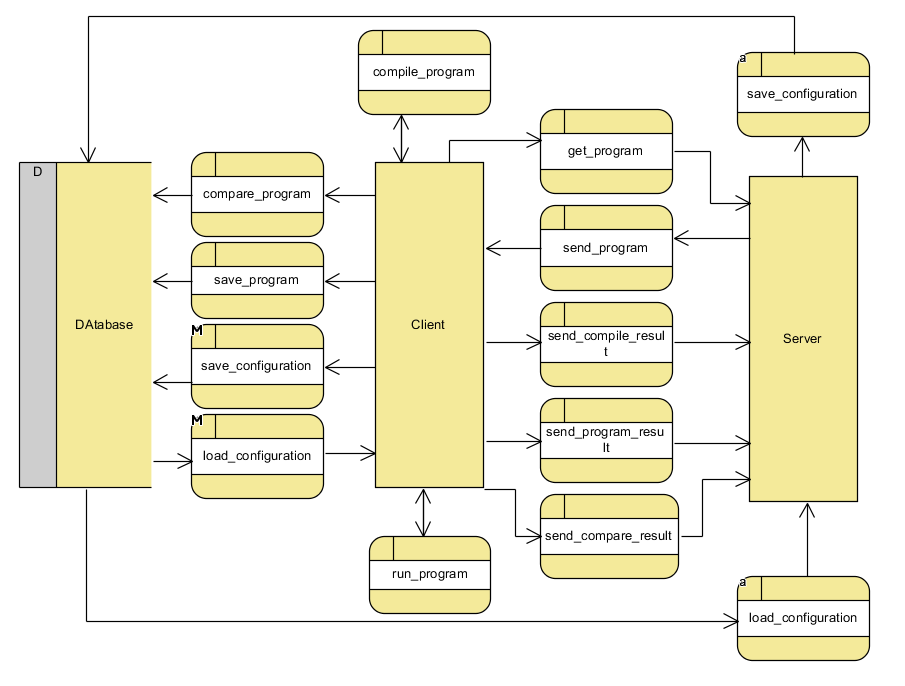 a
save_configuration
compile_program
get_program
D
compare_program
send_program
save_program
DAtabase
Client
Server
M
save_configuration
send_compile_resul
t
M
load_configuration
send_program_resu
lt
send_compare_result
run_program
a
load_configuration